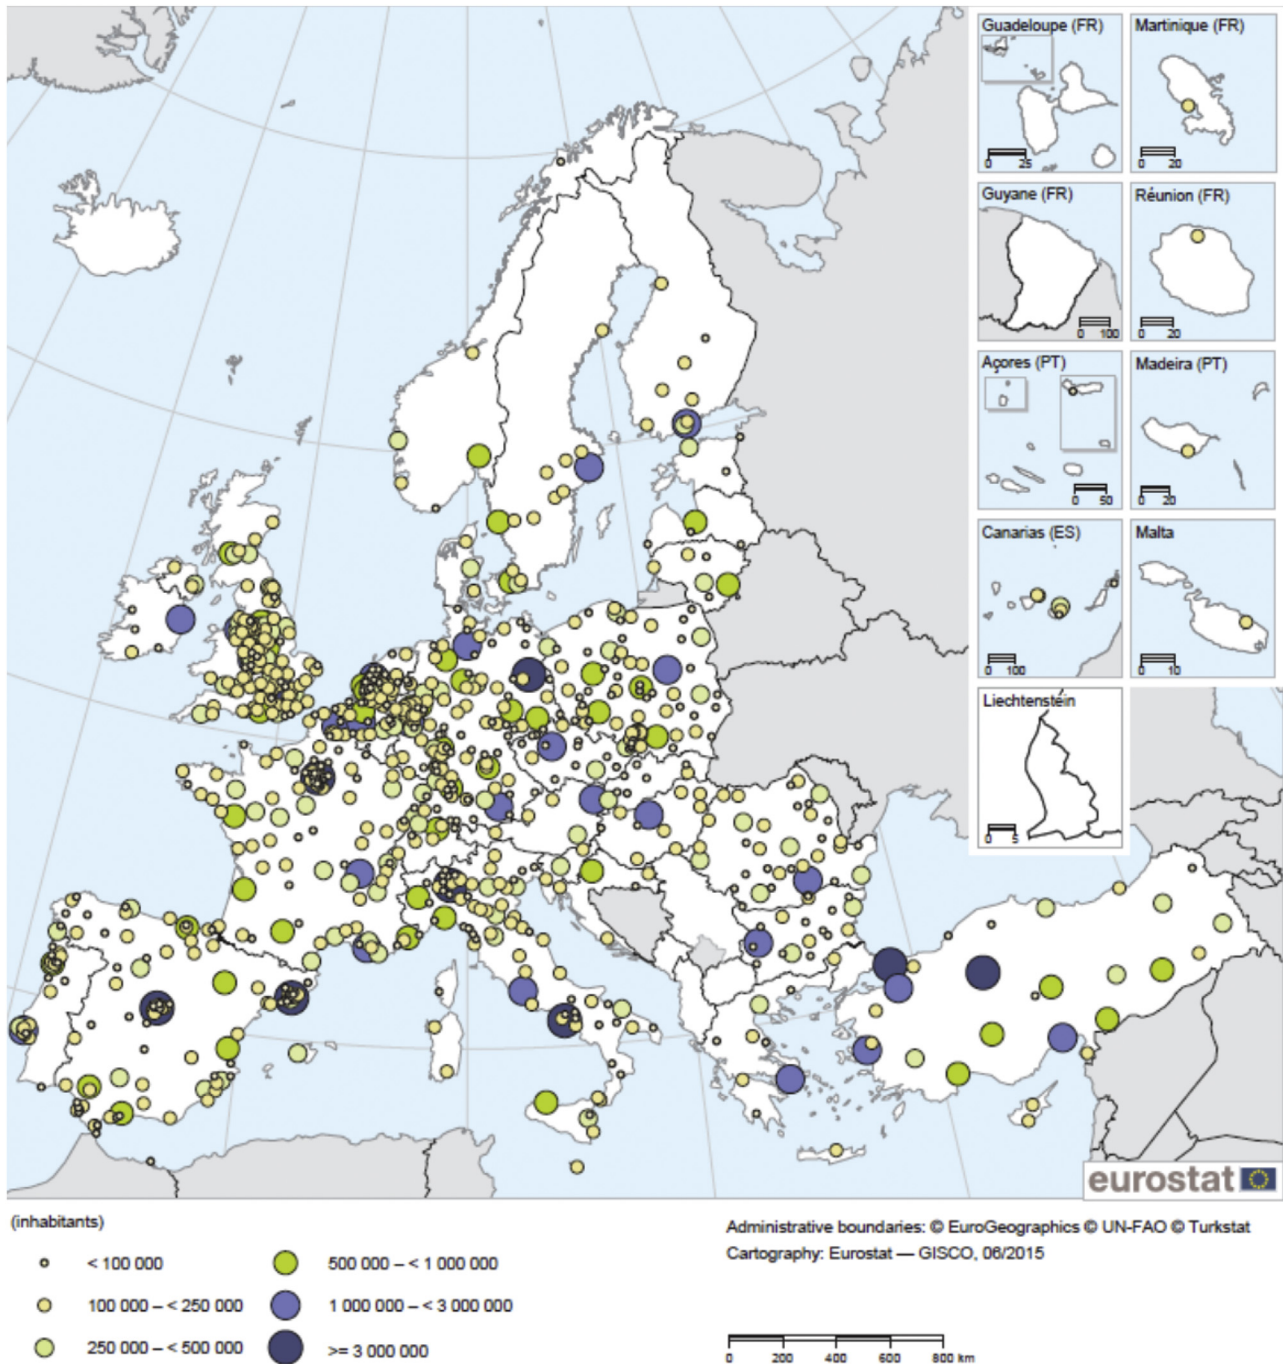 Guadeloupe (FR)
0 25
Martinique (FR)
0 20
Guyane (FR)
0 100
Réunion (FR)
0 20
Açores (PT)
0 50
Madeira (PT)
0 20
Canarias (ES)
0 100
Malta
0 10
Liechtenstéin
0 5
eurostat
(inhabitants)
< 100 000
100 000 – < 250 000
250 000 – < 500 000
500 000 – < 1 000 000
1 000 000 – < 3 000 000
>= 3 000 000
Administrative boundaries: © EuroGeographics © UN-FAO © Turkstat
Cartography: Eurostat — GISCO, 06/2015
0 200 400 600 800 km